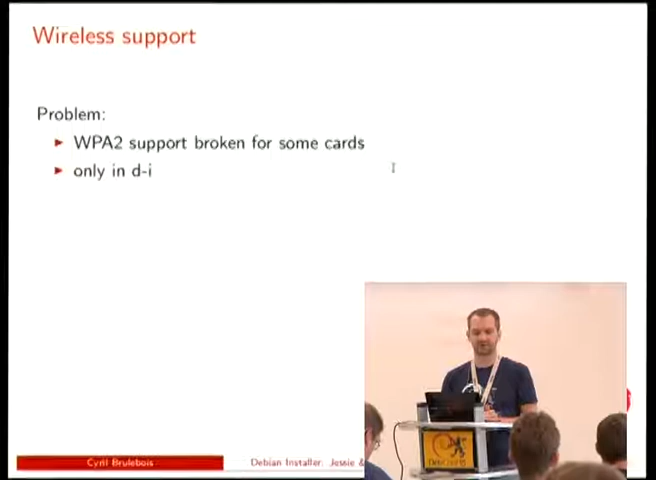 Wireless support
Problem:
WPA2 support broken for some cards
only in d-i
Cyril Brulebois
Debian Installer: Jessie &